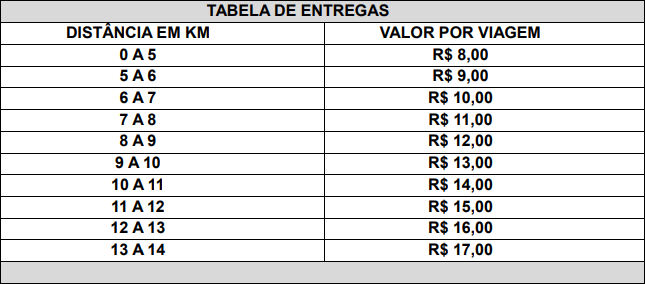 TABELA DE ENTREGAS
DISTÂNCIA EM KM VALOR POR VIAGEM
0 A 5 R$ 8,00
5 A 6 R$ 9,00
6 A 7 R$ 10,00
7 A 8 R$ 11,00
8 A 9 R$ 12,00
9 A 10 R$ 13,00
10 A 11 R$ 14,00
11 A 12 R$ 15,00
12 A 13 R$ 16,00
13 A 14 R$ 17,00